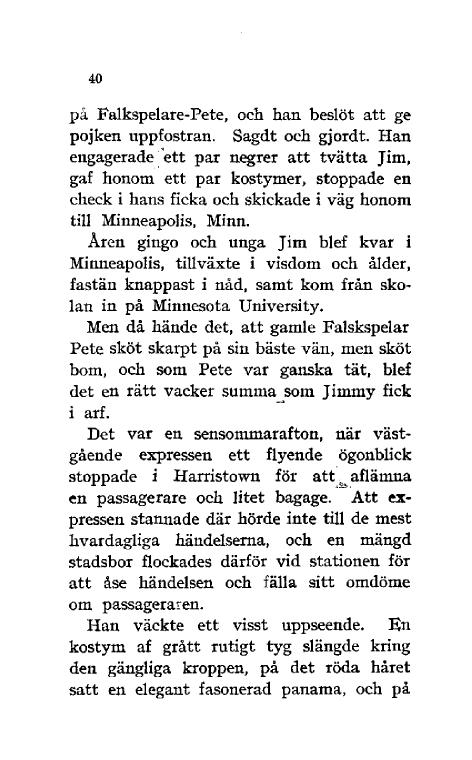 40
på Falkspelare-Pete, och han beslöt att ge
pojken uppfostran. Sagdt och gjordt. Han
engagerade ett par negrer att tvätta Jim,
gaf honom ett par kostymer, stoppade en
check i hans ficka och skickade i väg honom
till Minneapolis, Minn.
Åren gingo och unga Jim blef kvar i
Minneapolis, tillväxte i visdom och ålder,
fastän knappast i nåd, samt kom från sko-
lan in på Minnesota University.
Men då hände det, att gamle Falskspelar
Pete sköt skarpt på sin bäste vän, men sköt
bom, och som Pete var ganska tät, blef
det en rätt vacker summa som Jimmy fick
i arf.
Det var en sensommarafton, när väst-
gående expressen ett flyende ögonblick
stoppade i Harristown för att aflämna
en passagerare och litet bagage. Att ex-
pressen stannade där hörde inte till de mest
hvardagliga händelserna, och en mängd
stadsbor flockades därför vid stationen för
att åse händelsen och fälla sitt omdöme
om passageraren.
Han väckte ett visst uppseende. En
kostym af grått rutigt tyg slängde kring
den gängliga kroppen, på det röda håret
satt en elegant fasonerad panama, och på